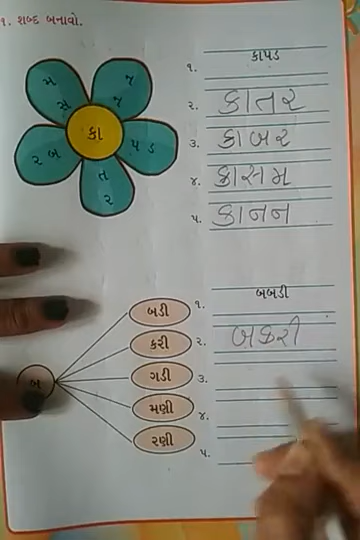 ૧. શબ્દ બનાવો.
મ
સ
ન
ન
કા
ર બ
પ ડ
ત
ર
૧. કાપડ
૨. કાતર
૩. કાબર
૪. કાસમ
૫. કાનન
બ
બડી
કરી
ગડી
મણી
રણી
૧. બબડી
૨. બકરી
૩.
૪.
૫.